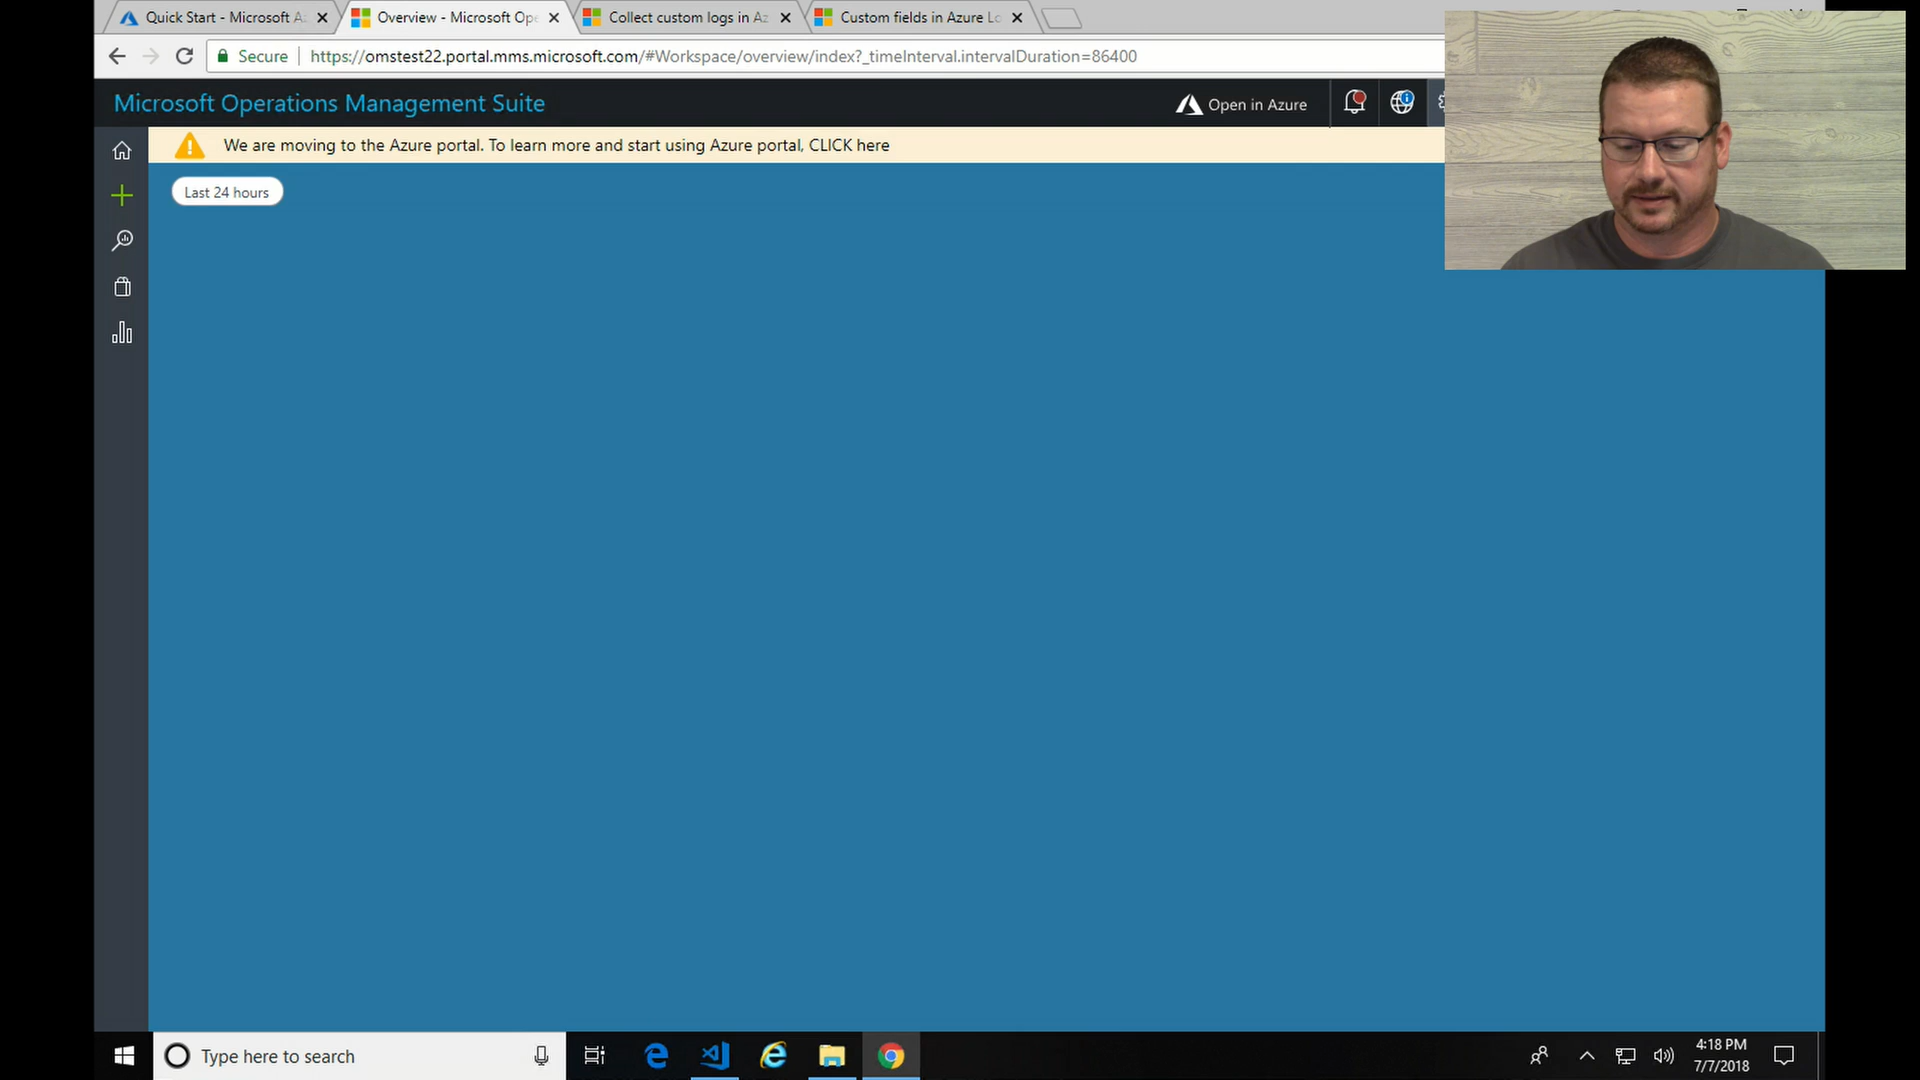 Quick Start - Microsoft A
Overview - Microsoft Ope
Collect custom logs in Az
Custom fields in Azure Lo
Secure
https://omstest22.portal.mms.microsoft.com/#Workspace/overview/index?_timeInterval.intervalDuration=86400
Microsoft Operations Management Suite
Open in Azure
We are moving to the Azure portal. To learn more and start using Azure portal, CLICK here
Last 24 hours
Type here to search
4:18 PM
7/7/2018